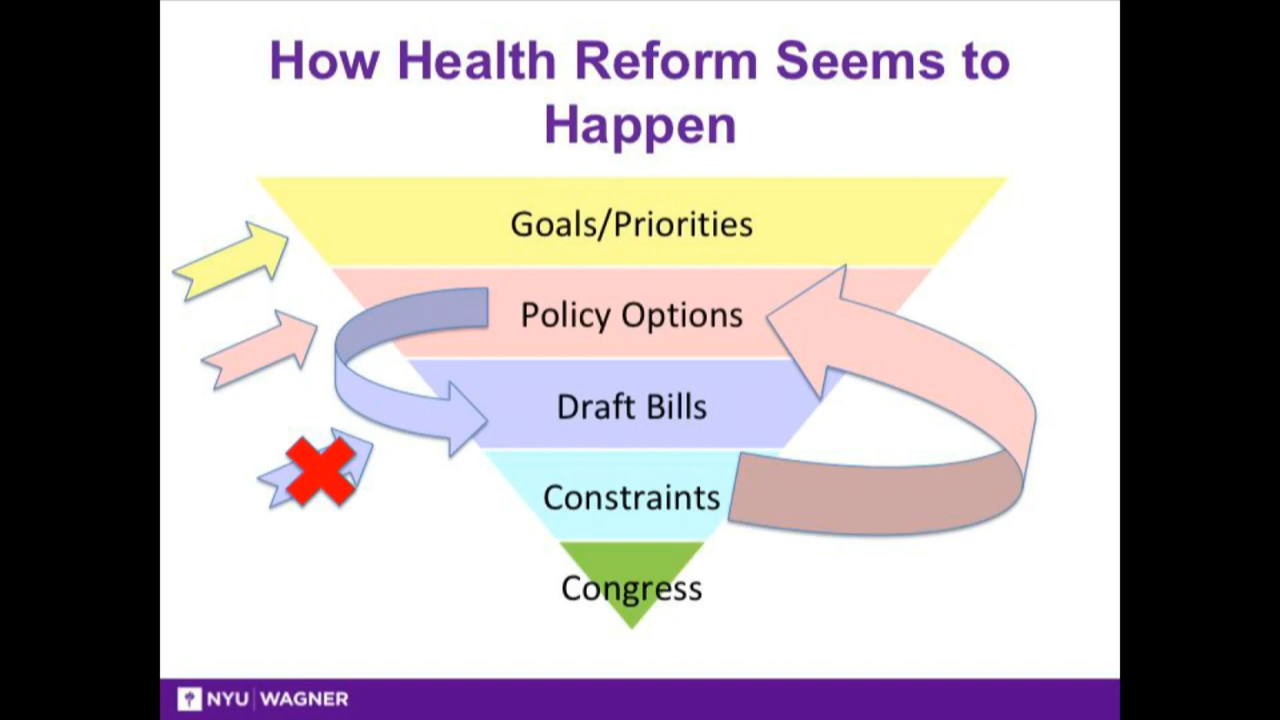 How Health Reform Seems to
Happen
Goals/Priorities
Policy Options
Draft Bills
Constraints
Congress
NYU WAGNER